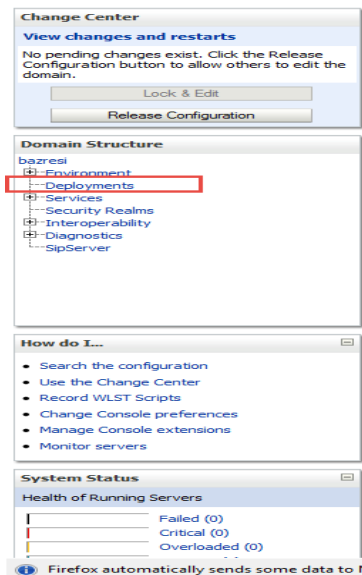 Change Center
View changes and restarts
No pending changes exist. Click the Release
Configuration button to allow others to edit the
domain.
Lock & Edit
Release Configuration
Domain Structure
bazresi
Environment
Deployments
Services
Security Realms
Interoperability
Diagnostics
SipServer
How do I...
Search the configuration
Use the Change Center
Record WLST Scripts
Change Console preferences
Manage Console extensions
Monitor servers
System Status
Health of Running Servers
Failed (0)
Critical (0)
Overloaded (0)
Firefox automatically sends some data to